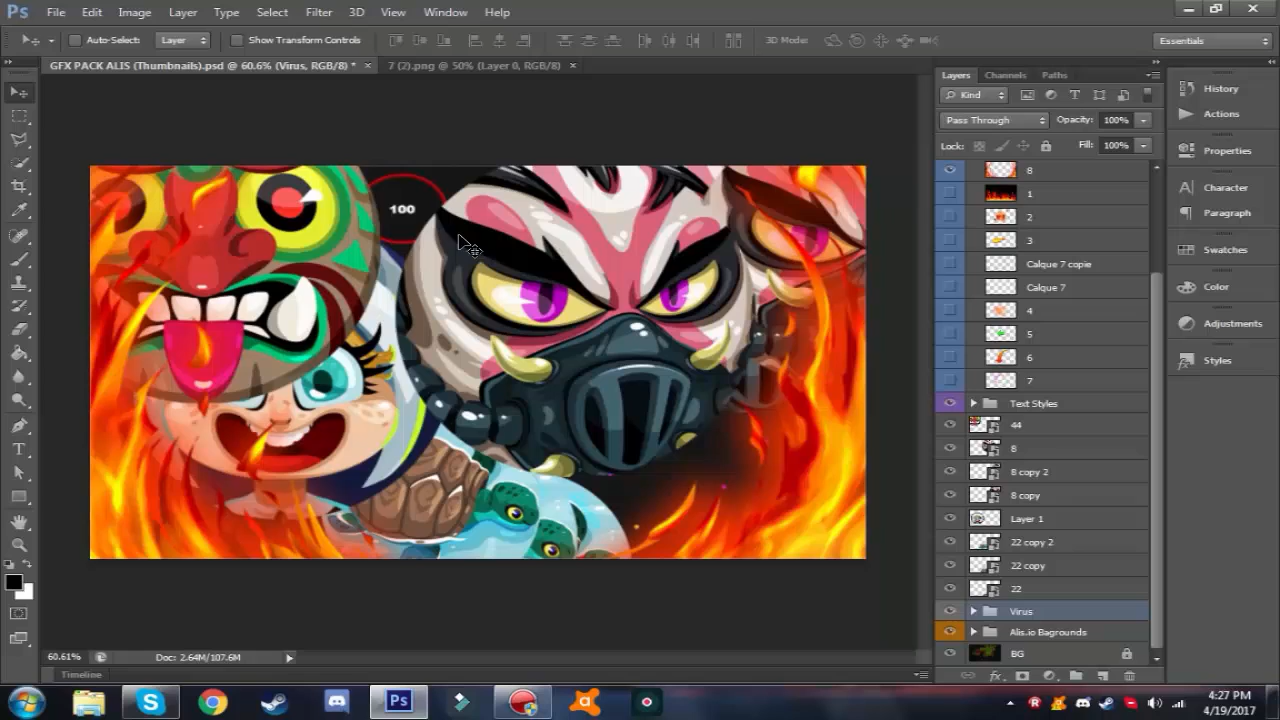 Ps File Edit Image Layer Type Select Filter 3D View Window Help
Auto-Select: Layer Show Transform Controls 3D Mode: Essentials
GFX PACK ALIS (Thumbnails).psd @ 60.6% (Virus, RGB/8) * × 7 (2).png @ 50% (Layer 0, RGB/8) ×
Layers Channels Paths
Kind
Pass Through Opacity: 100%
Lock: Fill: 100%
8
1
2
3
Calque 7 copie
Calque 7
4
5
6
7
Text Styles
44
8
8 copy 2
8 copy
Layer 1
22 copy 2
22 copy
22
Virus
Alis.io Bagrounds
BG
History
Actions
Properties
Character
Paragraph
Swatches
Color
Adjustments
Styles
100
60.61% Doc: 2.64M/107.6M
Timeline
Ps
4:27 PM
4/19/2017